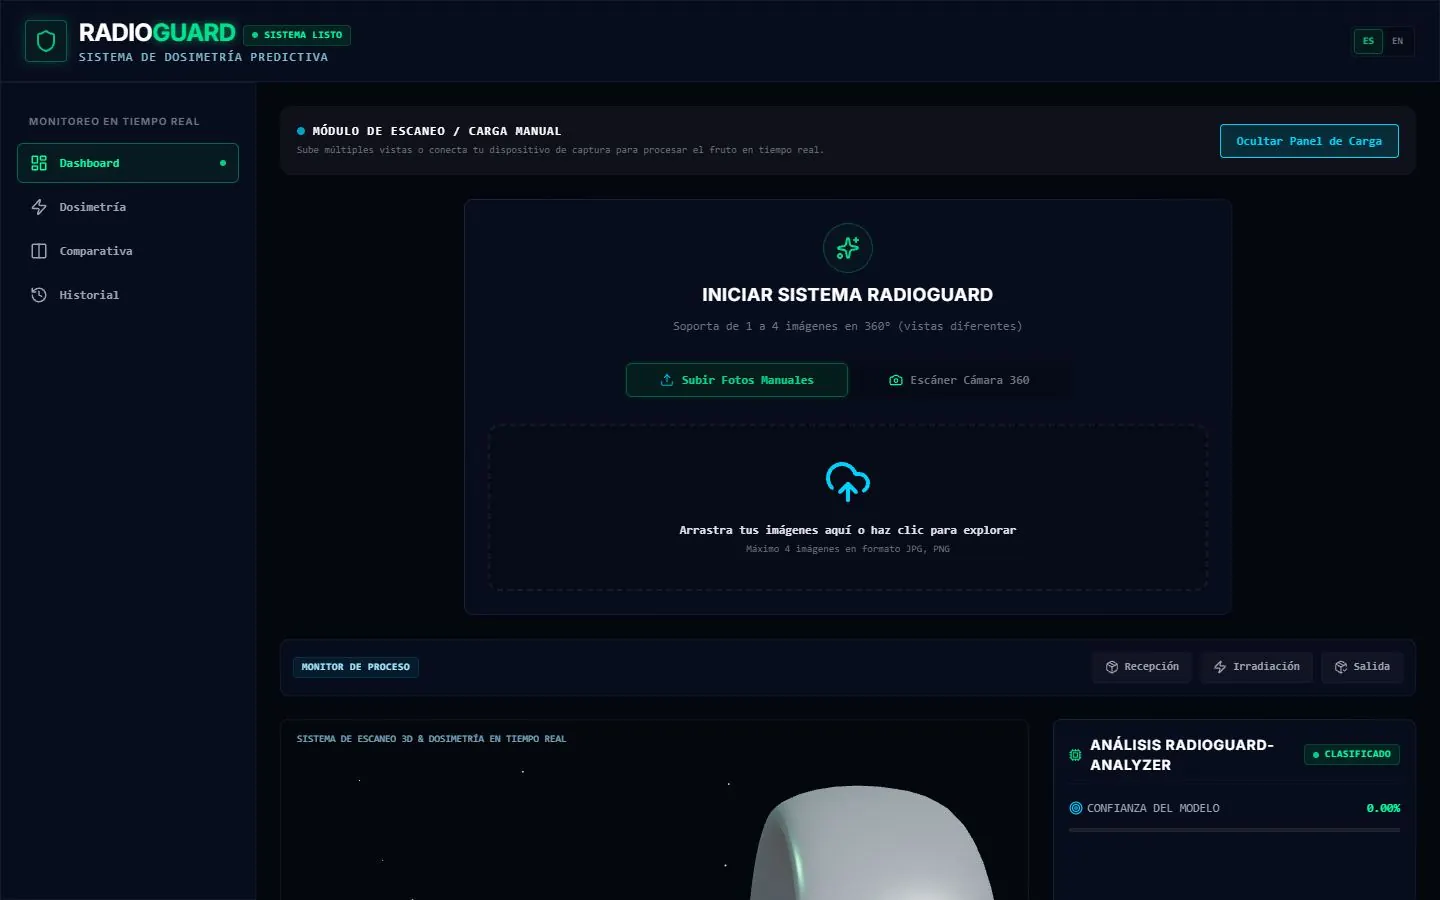 RADIOGUARD
SISTEMA LISTO
SISTEMA DE DOSIMETRÍA PREDICTIVA
ES
EN
MONITOREO EN TIEMPO REAL
Dashboard
Dosimetría
Comparativa
Historial
MÓDULO DE ESCANEO / CARGA MANUAL
Sube múltiples vistas o conecta tu dispositivo de captura para procesar el fruto en tiempo real.
Ocultar Panel de Carga
INICIAR SISTEMA RADIOGUARD
Soporta de 1 a 4 imágenes en 360° (vistas diferentes)
Subir Fotos Manuales
Escáner Cámara 360
Arrastra tus imágenes aquí o haz clic para explorar
Máximo 4 imágenes en formato JPG, PNG
MONITOR DE PROCESO
Recepción
Irradiación
Salida
SISTEMA DE ESCANEO 3D & DOSIMETRÍA EN TIEMPO REAL
ANÁLISIS RADIOGUARD-
ANALYZER
CLASIFICADO
CONFIANZA DEL MODELO
0.00%